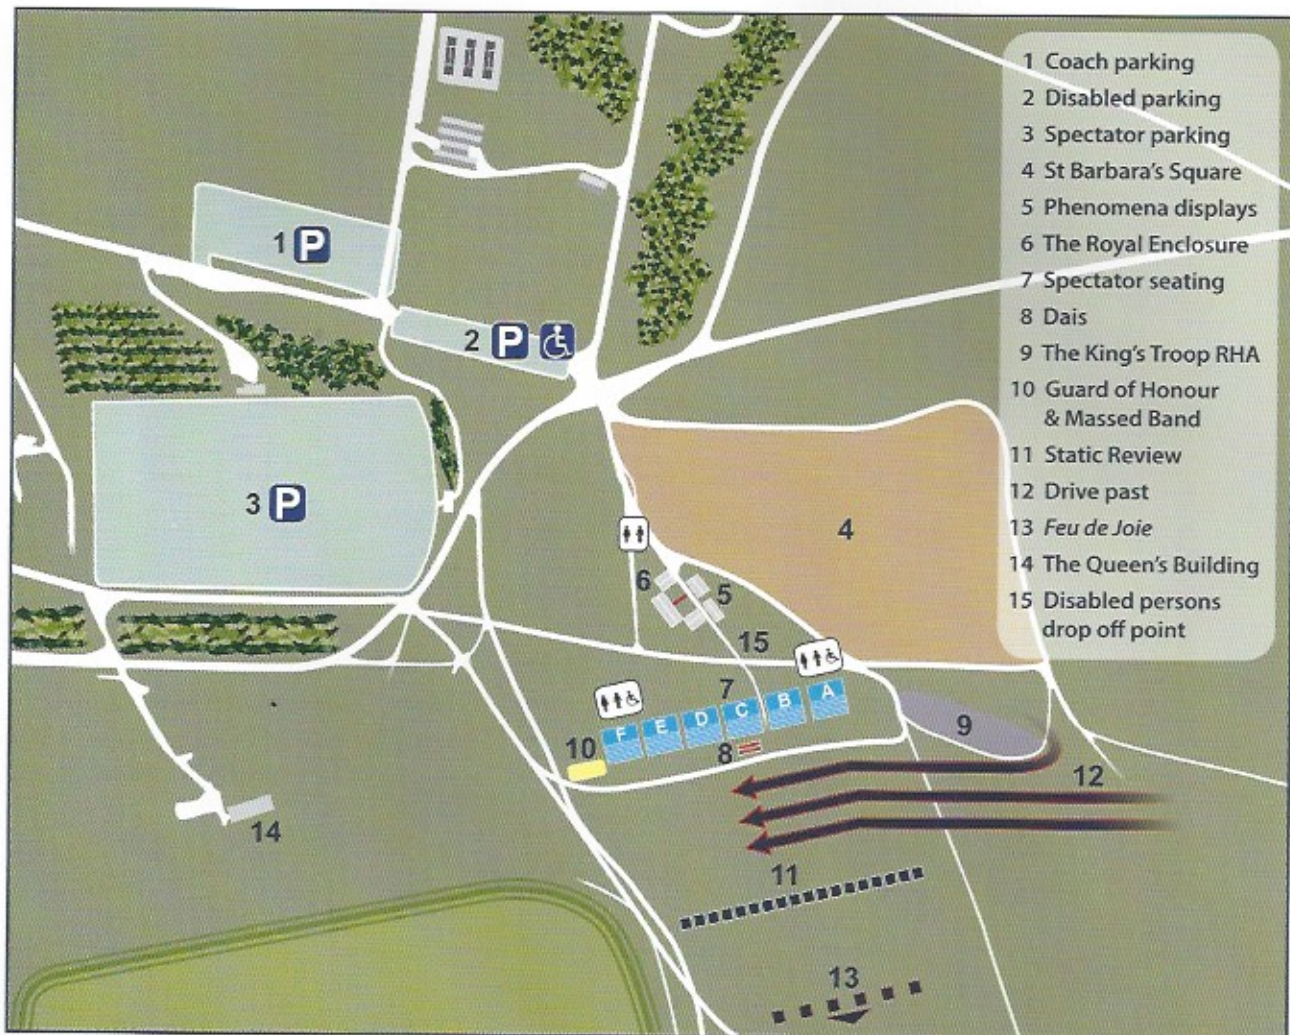 1 Coach parking
2 Disabled parking
3 Spectator parking
4 St Barbara's Square
5 Phenomena displays
6 The Royal Enclosure
7 Spectator seating
8 Dais
9 The King's Troop RHA
10 Guard of Honour
& Massed Band
11 Static Review
12 Drive past
13 Feu de Joie
14 The Queen's Building
15 Disabled persons
drop off point
1 P
2 P
3 P
4
6
5
15
7
F E D C B A
10
8
9
12
14
11
13